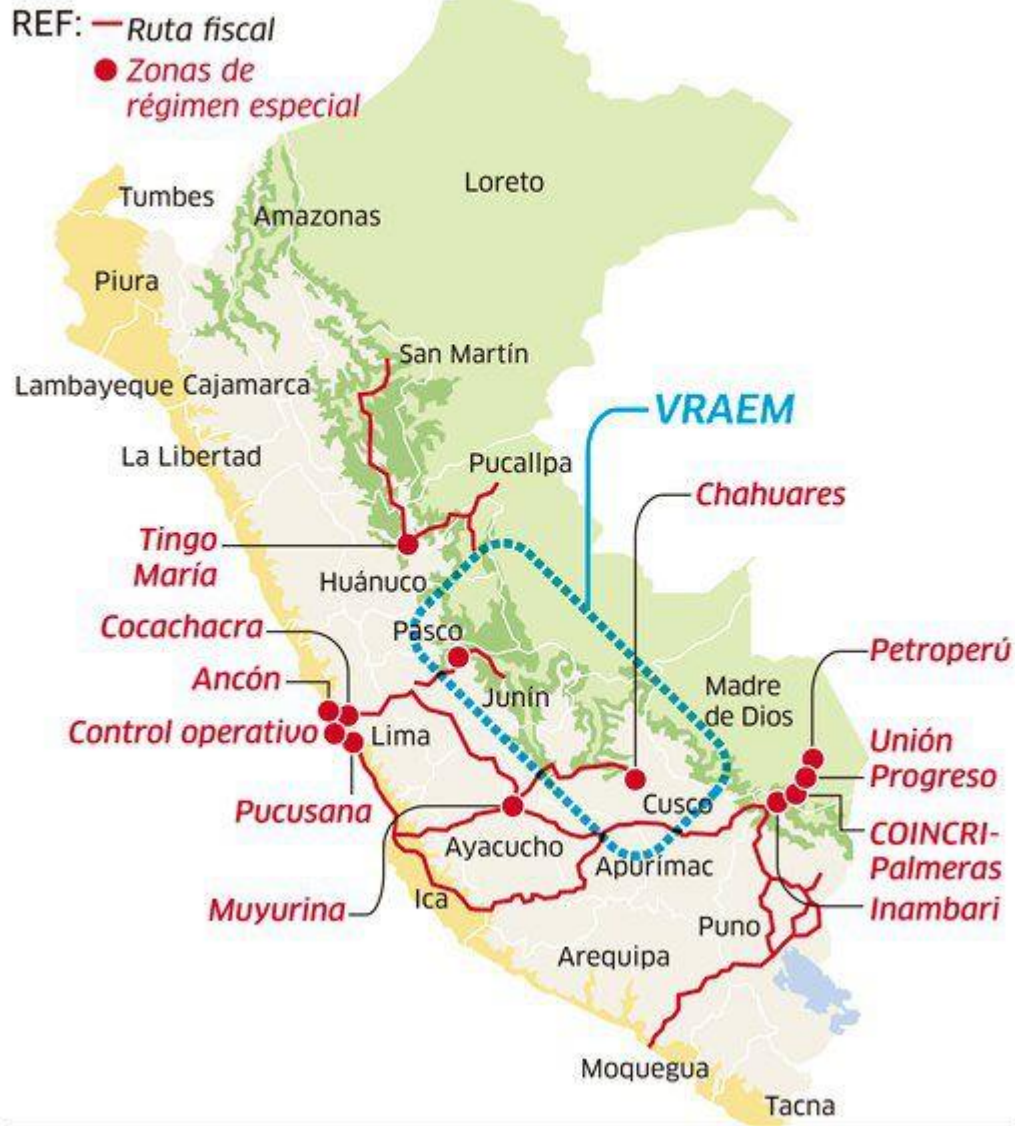 REF: Ruta fiscal
Zonas de
régimen especial
Loreto
Tumbes
Amazonas
Piura
San Martín
Lambayeque
Cajamarca
VRAEM
La Libertad
Pucallpa
Chahuares
Tingo
María
Huánuco
Cocachacra
Pasco
Petroperú
Ancón
Junín
Madre
de Dios
Control operativo
Lima
Unión
Progreso
Pucusana
Cusco
COINCRI-
Palmeras
Ayacucho
Apurímac
Muyurina
Ica
Inambari
Puno
Arequipa
Moquegua
Tacna